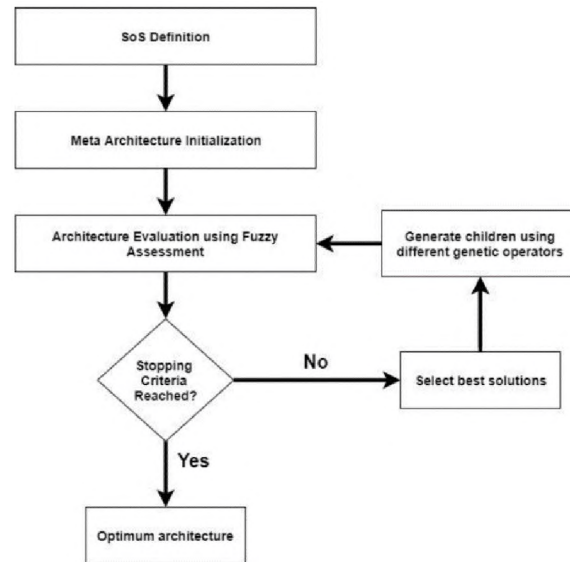 SoS Definition
Meta Architecture Initialization
Architecture Evaluation using Fuzzy
Assessment
Generate children using
different genetic operators
Stopping
Criteria
Reached?
No
Select best solutions
Yes
Optimum architecture